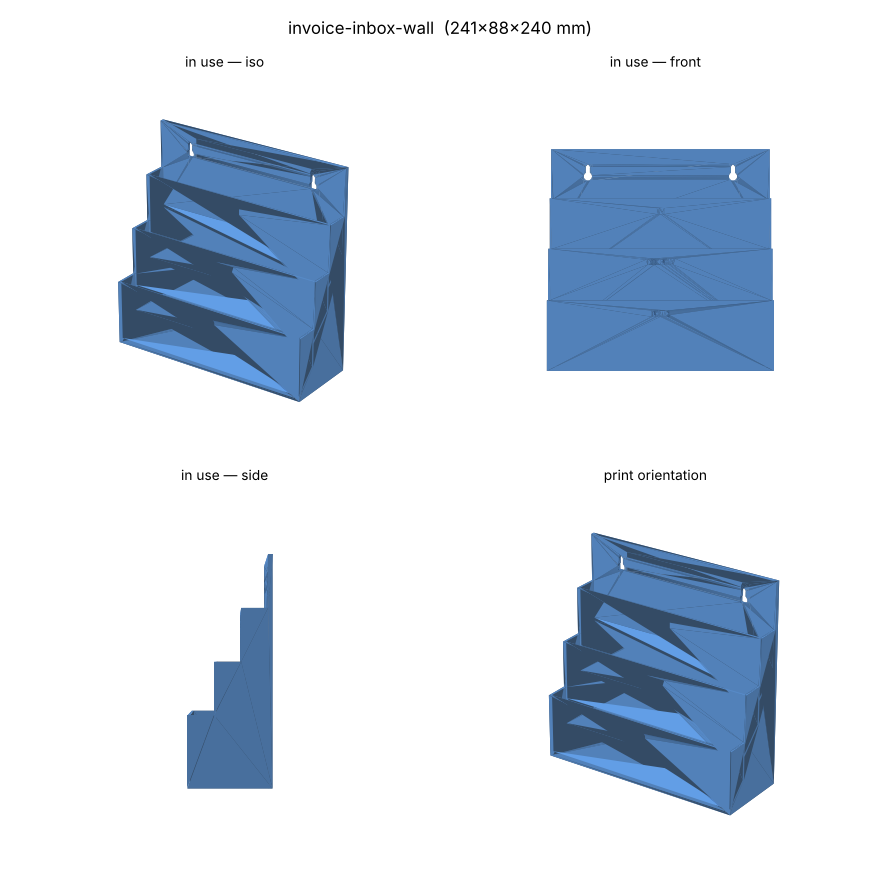 invoice-inbox-wall (241×88×240 mm)
in use — iso
in use — front
in use — side
print orientation